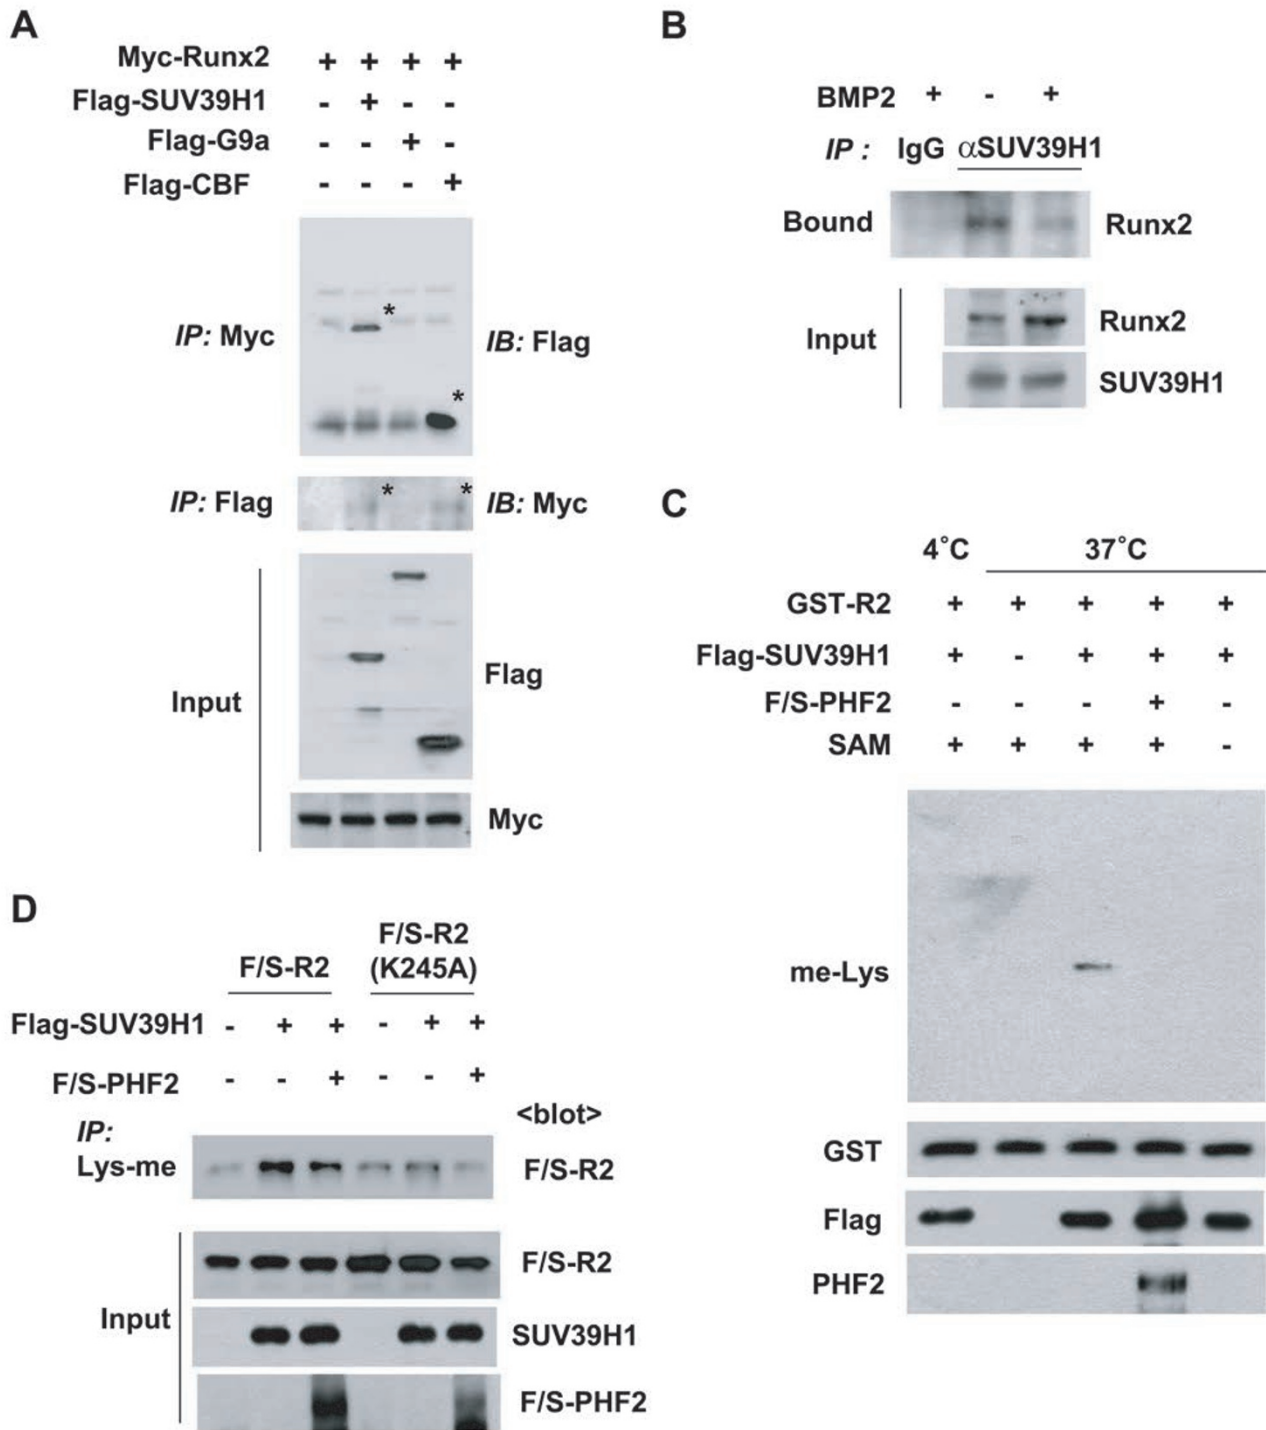 A
Myc-Runx2 + + + +
Flag-SUV39H1 - + - -
Flag-G9a - - + -
Flag-CBF - - - +
IP: Myc
*
*
IB: Flag
IP: Flag
* *
IB: Myc
Input
Flag
Myc
B
BMP2 + - +
IP : IgG αSUV39H1
Bound Runx2
Input
Runx2
SUV39H1
C
4°C 37°C
GST-R2 + + + + +
Flag-SUV39H1 + - + + +
F/S-PHF2 - - - + -
SAM + + + + -
me-Lys
GST
Flag
PHF2
D
F/S-R2
F/S-R2
(K245A)
Flag-SUV39H1 - + + - + +
F/S-PHF2 - - + - - +
<blot>
IP:
Lys-me F/S-R2
Input
F/S-R2
SUV39H1
F/S-PHF2